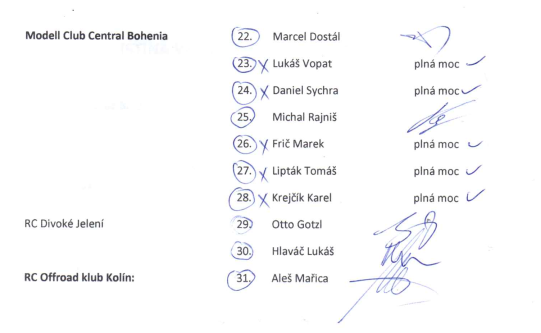 Modell Club Central Bohenia 22. Marcel Dostál
23. X Lukáš Vopat plná moc ✓
24. X Daniel Sychra plná moc ✓
25. Michal Rajniš
26. X Frič Marek plná moc ✓
27. X Lipták Tomáš plná moc ✓
28. X Krejčík Karel plná moc ✓
RC Divoké Jelení 29. Otto Gotzl
30. Hlaváč Lukáš
RC Offroad klub Kolín: 31. Aleš Mařica